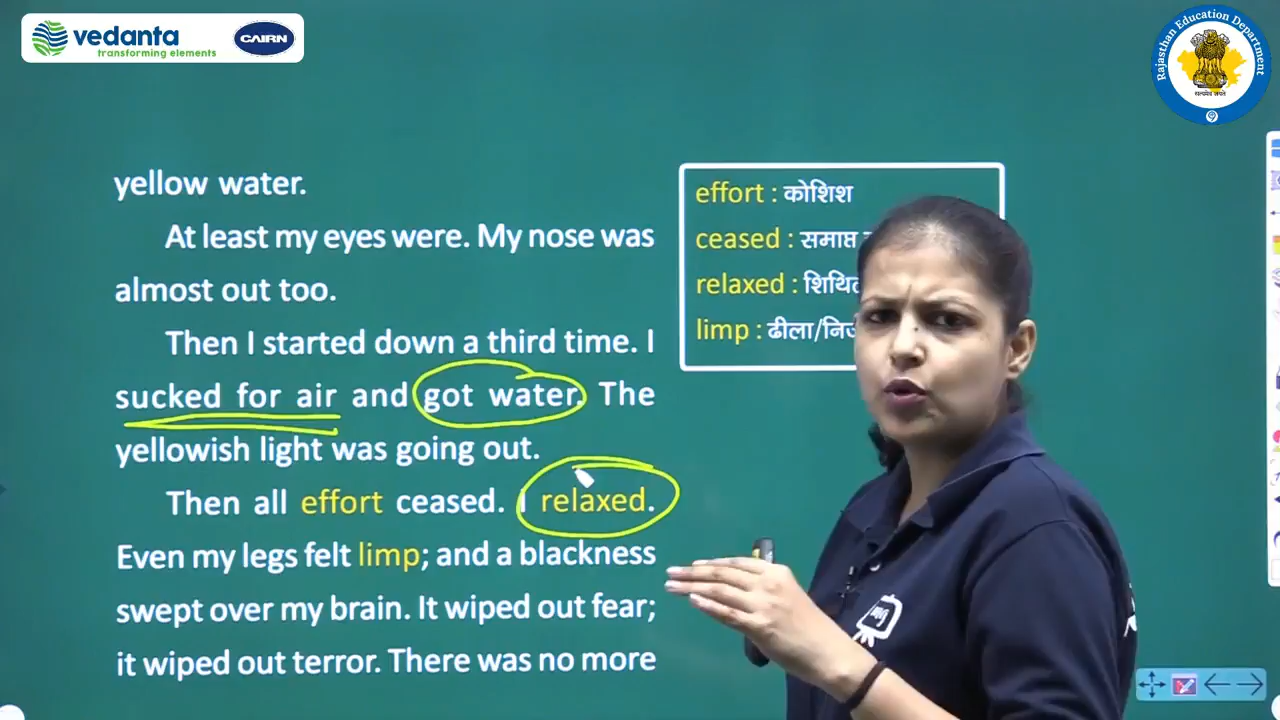 vedanta
transforming elements
CAIRN
Rajasthan Education Department
सत्यमेव जयते
yellow water.
At least my eyes were. My nose was
almost out too.
Then I started down a third time. I
sucked for air and got water. The
yellowish light was going out.
Then all effort ceased. I relaxed.
Even my legs felt limp; and a blackness
swept over my brain. It wiped out fear;
it wiped out terror. There was no more
effort : कोशिश
ceased : समाप्त
relaxed :
limp : ढीला/